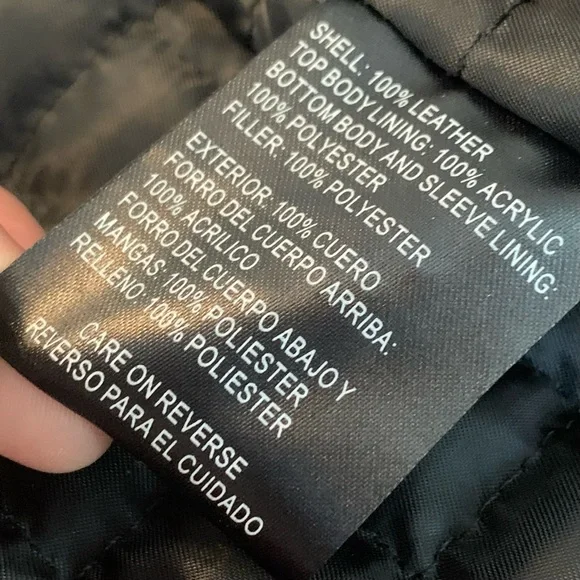 SHELL: 100% LEATHER
TOP BODY LINING: 100% ACRYLIC
BOTTOM BODY AND SLEEVE LINING:
100% POLYESTER
FILLER: 100% POLYESTER
EXTERIOR: 100% CUERO
FORRO DEL CUERPO ARRIBA:
100% ACRILICO
FORRO DEL CUERPO ABAJO Y
MANGAS: 100% POLIESTER
RELLENO: 100% POLIESTER
CARE ON REVERSE
REVERSO PARA EL CUIDADO